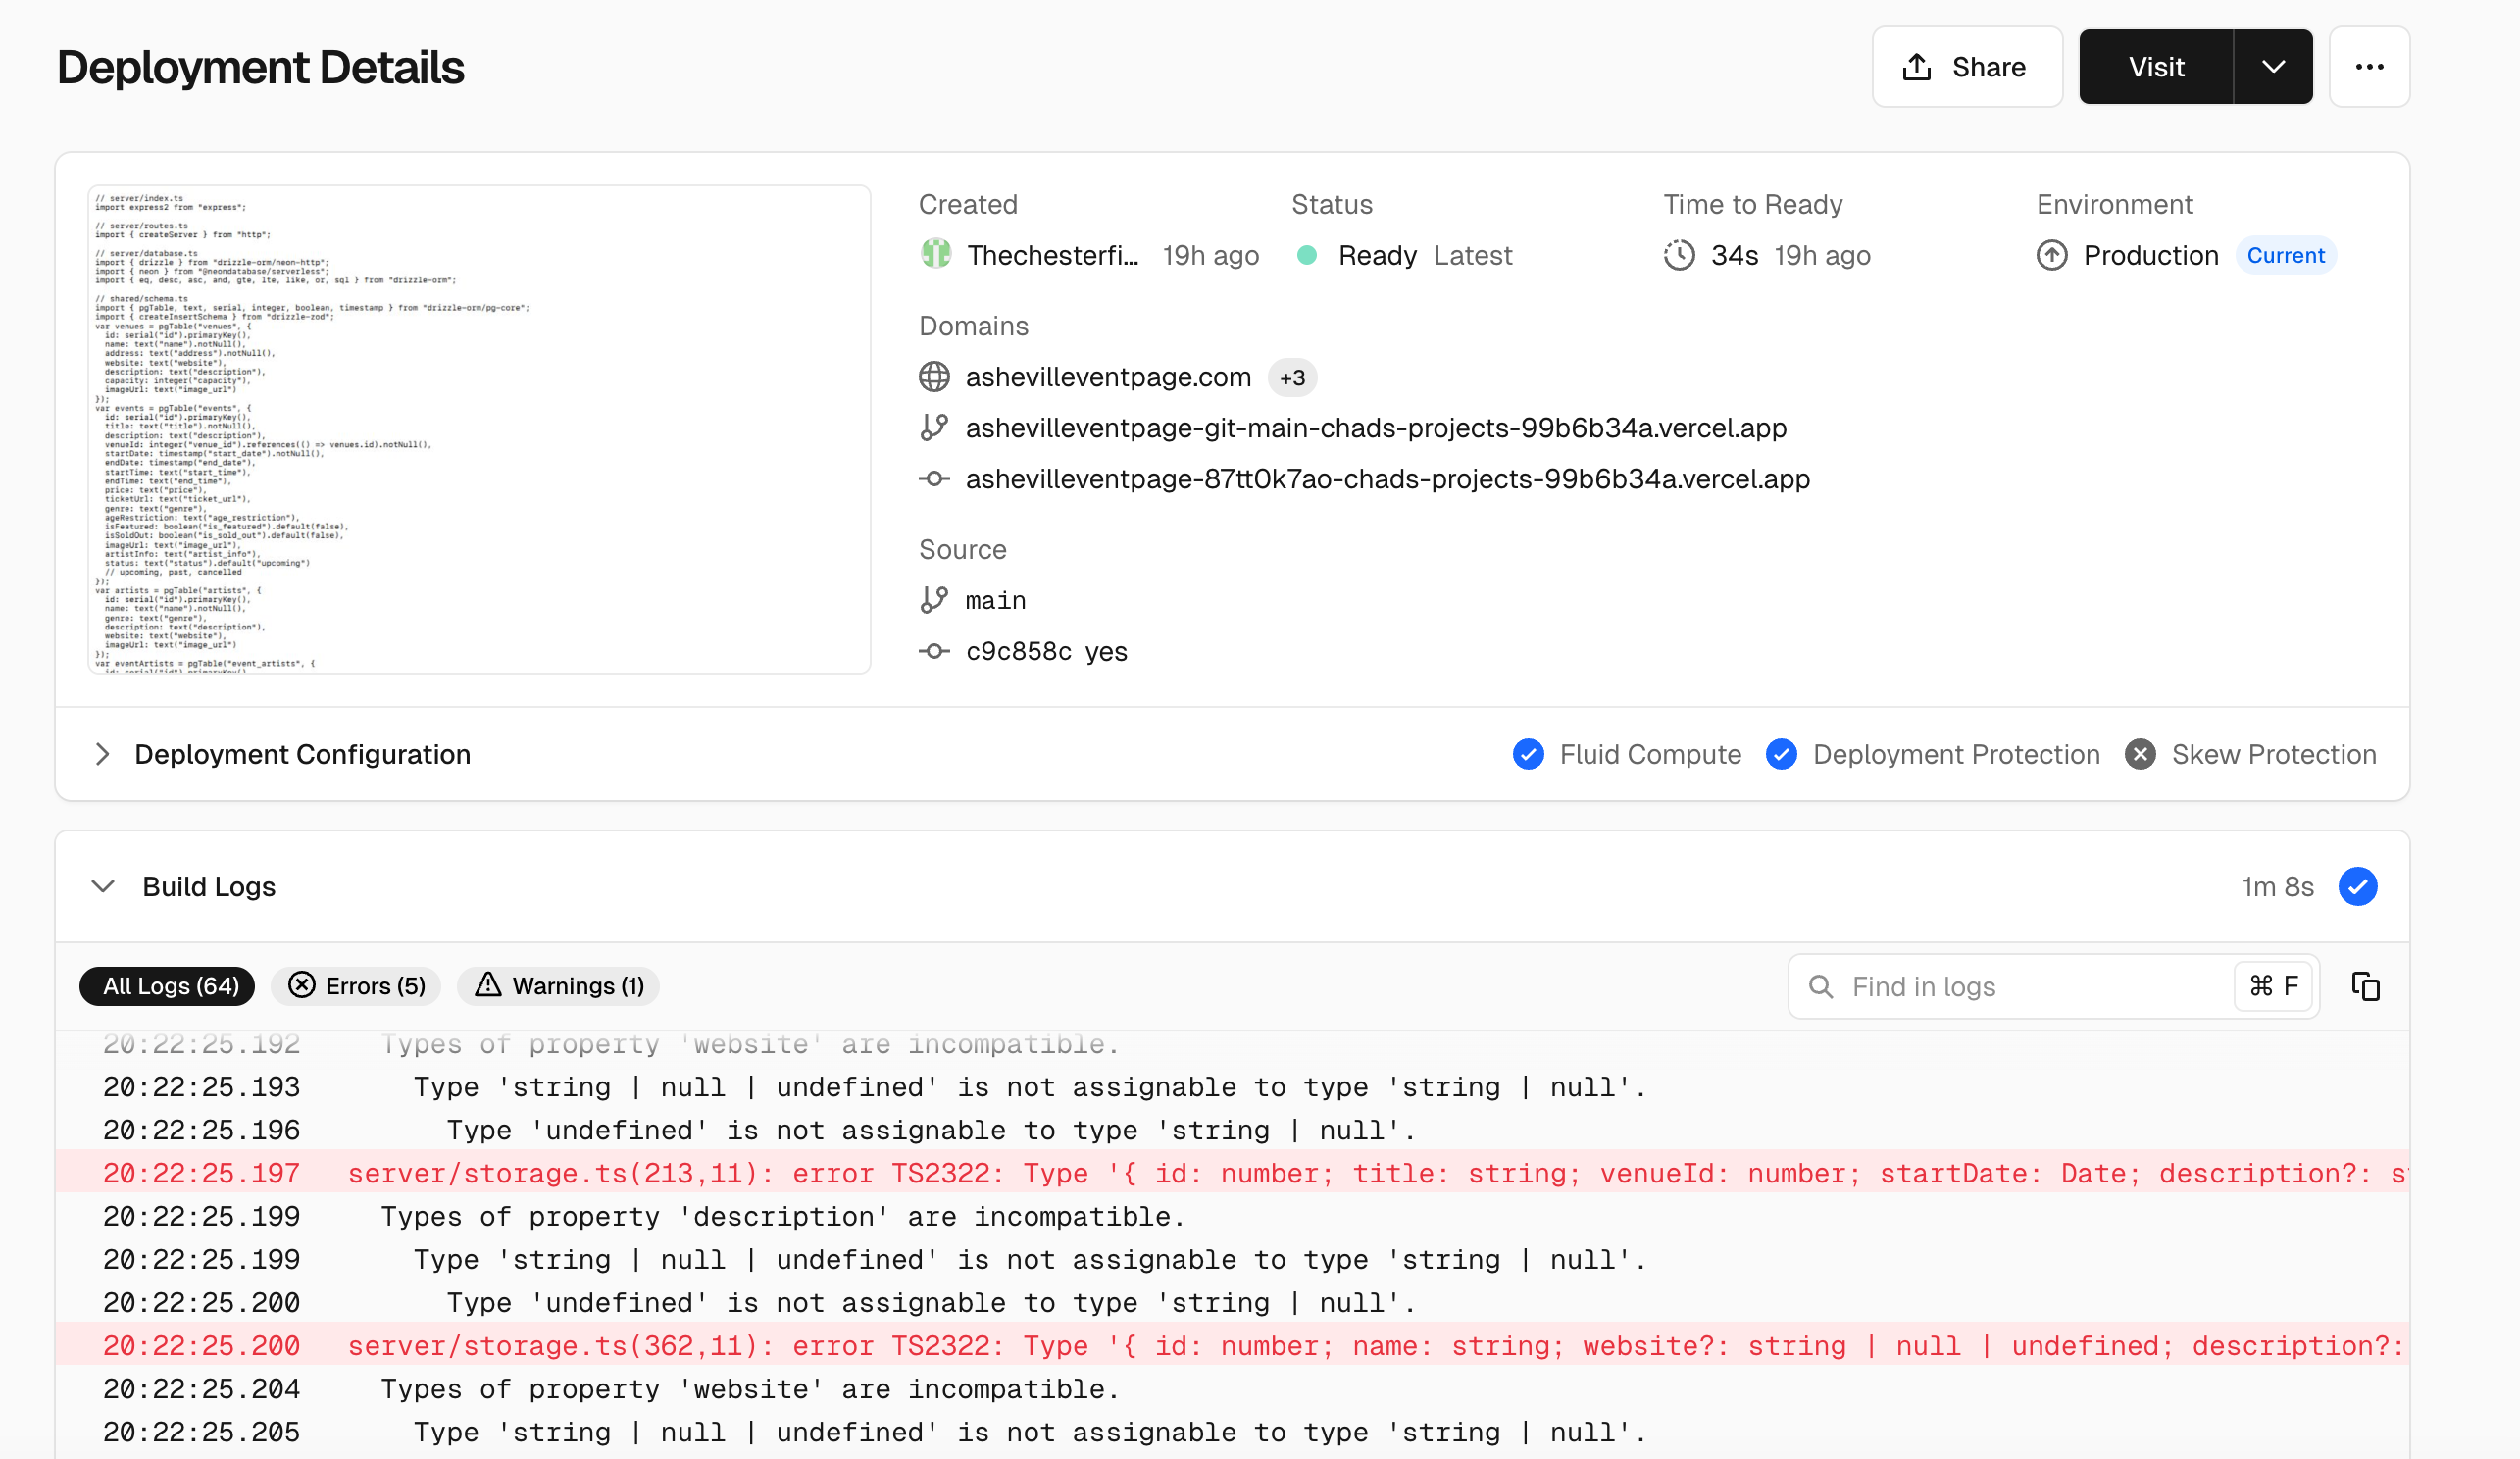 Deployment Details
Share
Visit
// server/index.ts
import express2 from "express";
// server/routes.ts
import { createServer } from "http";
// server/database.ts
import { drizzle } from "drizzle-orm/neon-http";
import { neon } from "@neondatabase/serverless";
import { eq, desc, asc, and, gte, lte, like, or, sql } from "drizzle-orm";
// shared/schema.ts
import { pgTable, text, serial, integer, boolean, timestamp } from "drizzle-orm/pg-core";
import { createInsertSchema } from "drizzle-zod";
var venues = pgTable("venues", {
id: serial("id").primaryKey(),
name: text("name").notNull(),
address: text("address").notNull(),
website: text("website"),
description: text("description"),
capacity: integer("capacity"),
imageUrl: text("image_url")
});
var events = pgTable("events", {
id: serial("id").primaryKey(),
title: text("title").notNull(),
description: text("description"),
venueId: integer("venue_id").references(() => venues.id).notNull(),
startDate: timestamp("start_date").notNull(),
endDate: timestamp("end_date"),
startTime: text("start_time"),
endTime: text("end_time"),
price: text("price"),
ticketUrl: text("ticket_url"),
genre: text("genre"),
ageRestriction: text("age_restriction"),
isFeatured: boolean("is_featured").default(false),
isSoldOut: boolean("is_sold_out").default(false),
imageUrl: text("image_url"),
artistInfo: text("artist_info"),
status: text("status").default("upcoming")
// upcoming, past, cancelled
});
var artists = pgTable("artists", {
id: serial("id").primaryKey(),
name: text("name").notNull(),
genre: text("genre"),
description: text("description"),
website: text("website"),
imageUrl: text("image_url")
});
var eventArtists = pgTable("event_artists", {
id: serial("id").primaryKey()
Created
Thechesterfi... 19h ago
Status
Ready Latest
Time to Ready
34s 19h ago
Environment
Production Current
Domains
ashevilleeventpage.com +3
ashevilleeventpage-git-main-chads-projects-99b6b34a.vercel.app
ashevilleeventpage-87tt0k7ao-chads-projects-99b6b34a.vercel.app
Source
main
c9c858c yes
Deployment Configuration
Fluid Compute
Deployment Protection
Skew Protection
Build Logs
1m 8s
All Logs (64)
Errors (5)
Warnings (1)
Find in logs
⌘ F
20:22:25.192 Types of property 'website' are incompatible.
20:22:25.193 Type 'string | null | undefined' is not assignable to type 'string | null'.
20:22:25.196 Type 'undefined' is not assignable to type 'string | null'.
20:22:25.197 server/storage.ts(213,11): error TS2322: Type '{ id: number; title: string; venueId: number; startDate: Date; description?: s
20:22:25.199 Types of property 'description' are incompatible.
20:22:25.199 Type 'string | null | undefined' is not assignable to type 'string | null'.
20:22:25.200 Type 'undefined' is not assignable to type 'string | null'.
20:22:25.200 server/storage.ts(362,11): error TS2322: Type '{ id: number; name: string; website?: string | null | undefined; description?:
20:22:25.204 Types of property 'website' are incompatible.
20:22:25.205 Type 'string | null | undefined' is not assignable to type 'string | null'.